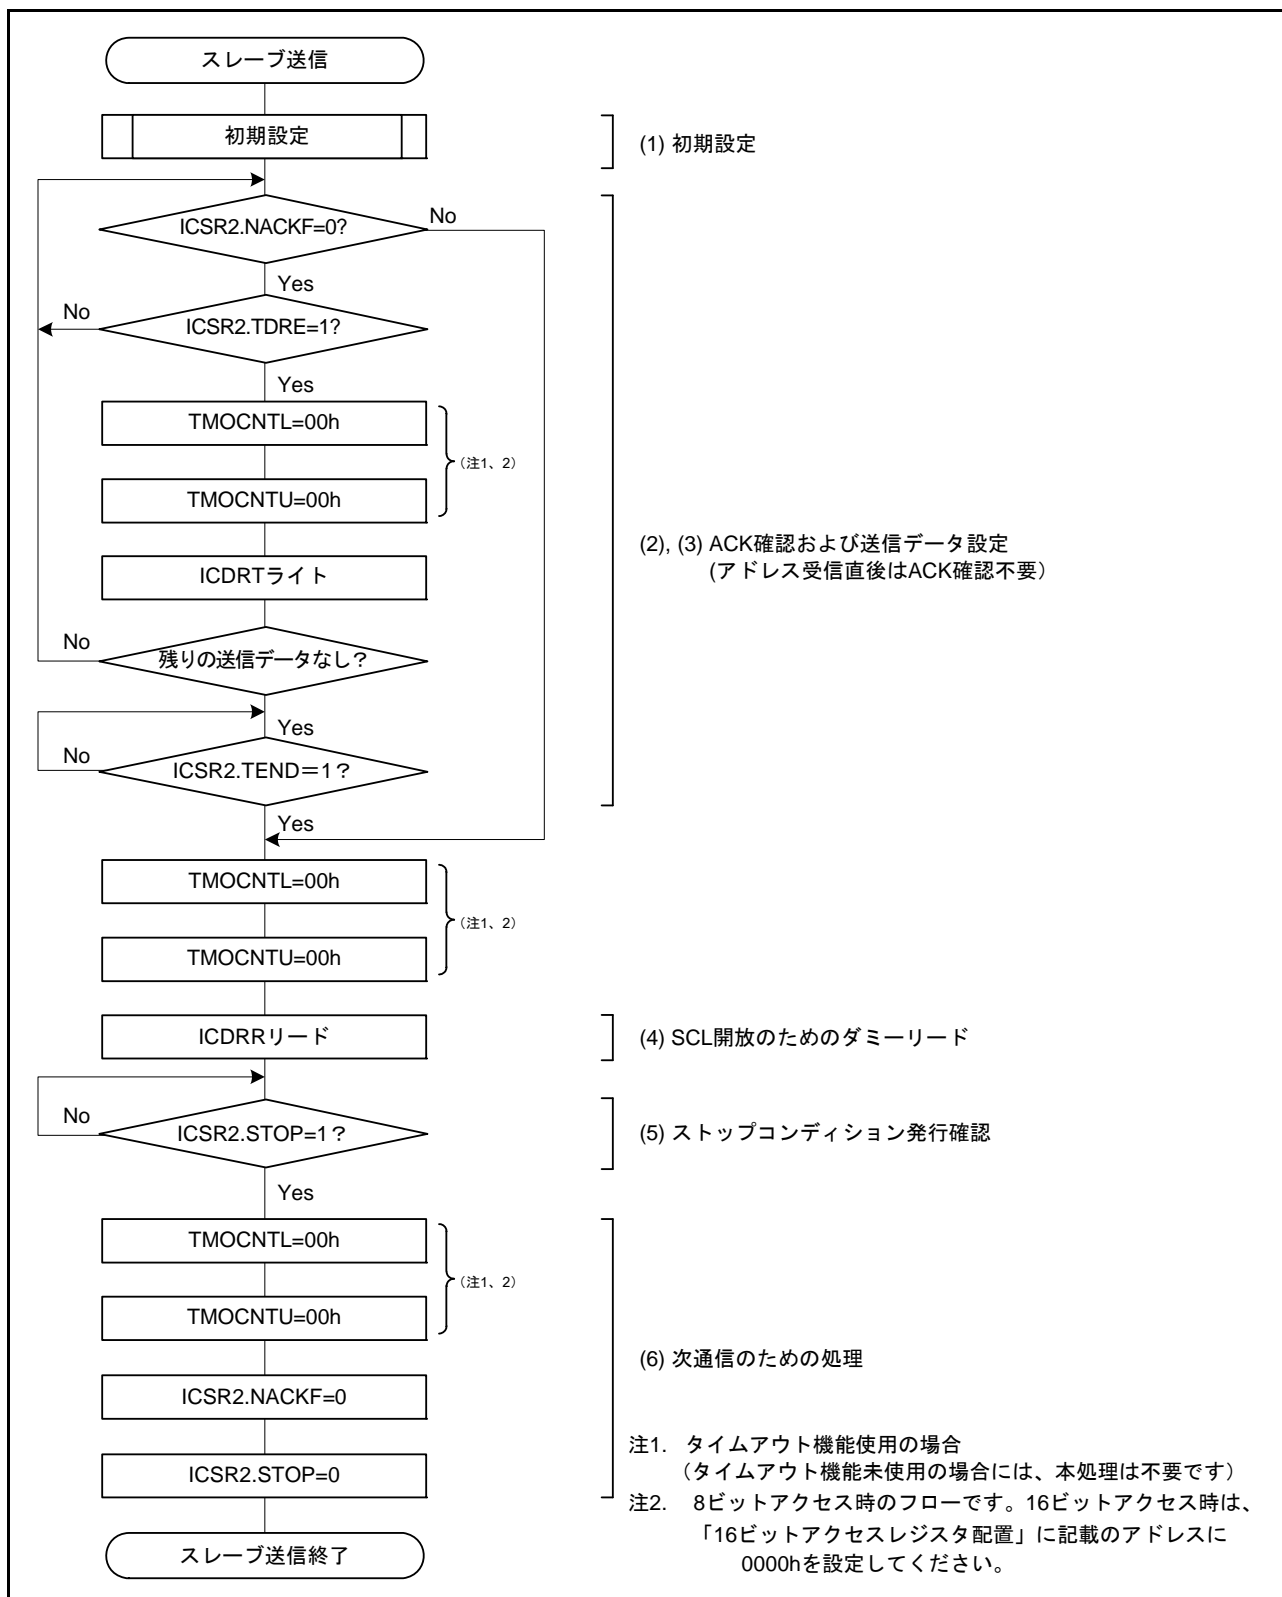 スレーブ送信
初期設定
(1) 初期設定
ICSR2.NACKF=0?
No
Yes
No
ICSR2.TDRE=1?
Yes
TMOCNTL=00h
(注1、2)
TMOCNTU=00h
(2), (3) ACK確認および送信データ設定
(アドレス受信直後はACK確認不要)
ICDRTライト
No
残りの送信データなし？
Yes
No
ICSR2.TEND＝1？
Yes
TMOCNTL=00h
(注1、2)
TMOCNTU=00h
ICDRRリード
(4) SCL開放のためのダミーリード
No
ICSR2.STOP=1？
(5) ストップコンディション発行確認
Yes
TMOCNTL=00h
(注1、2)
TMOCNTU=00h
(6) 次通信のための処理
ICSR2.NACKF=0
ICSR2.STOP=0
注1. タイムアウト機能使用の場合
（タイムアウト機能未使用の場合には、本処理は不要です）
注2. 8ビットアクセス時のフローです。16ビットアクセス時は、
「16ビットアクセスレジスタ配置」に記載のアドレスに
0000hを設定してください。
スレーブ送信終了